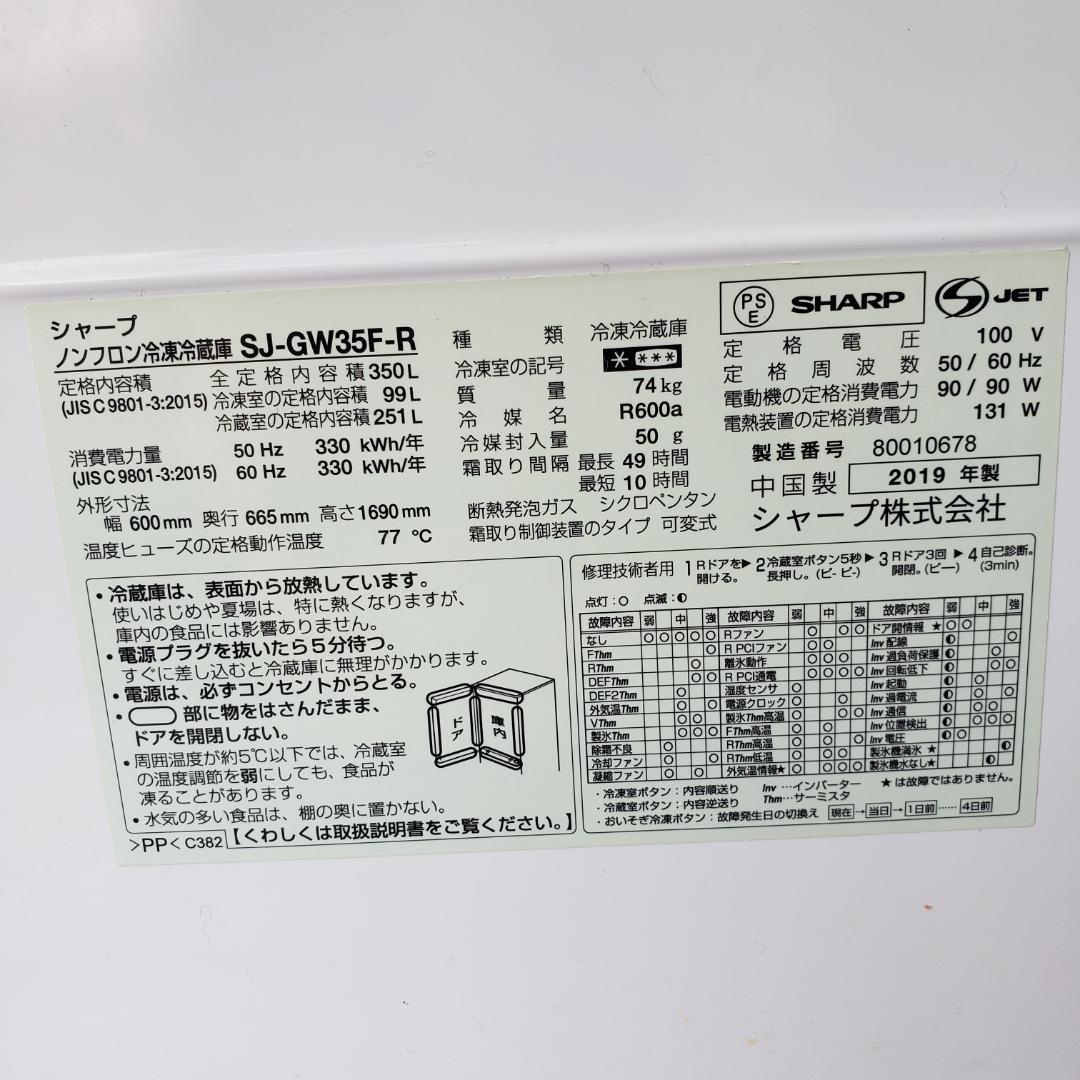 シャープ
ノンフロン冷凍冷蔵庫 SJ-GW35F-R
定格内容積 全定格内容積 350 L
(JIS C 9801-3:2015) 冷凍室の定格内容積 99 L
冷蔵室の定格内容積 251 L
消費電力量 50 Hz 330 kWh/年
(JIS C 9801-3:2015) 60 Hz 330 kWh/年
外形寸法
幅 600 mm 奥行 665 mm 高さ 1690 mm
温度ヒューズの定格動作温度 77 ℃
種類 冷凍冷蔵庫
冷凍室の記号 * ***
質量 74 kg
冷媒名 R600a
冷媒封入量 50 g
霜取り間隔 最長 49 時間
最短 10 時間
断熱発泡ガス シクロペンタン
霜取り制御装置のタイプ 可変式
PSE SHARP JET
定格電圧 100 V
定格周波数 50 / 60 Hz
電動機の定格消費電力 90 / 90 W
電熱装置の定格消費電力 131 W
製造番号 80010678
中国製 2019 年製
シャープ株式会社
・冷蔵庫は、表面から放熱しています。
使いはじめや夏場は、特に熱くなりますが、
庫内の食品には影響ありません。
・電源プラグを抜いたら5分待つ。
すぐに差し込むと冷蔵庫に無理がかかります。
・電源は、必ずコンセントからとる。
・ 部に物をはさんだまま、
ドアを開閉しない。
・周囲温度が約5℃以下では、冷蔵室
の温度調節を弱にしても、食品が
凍ることがあります。
・水気の多い食品は、棚の奥に置かない。
【くわしくは取扱説明書をご覧ください。】
ドア 庫内
>PP< C382
修理技術者用 1 Rドアを開ける。 ▶ 2 冷蔵室ボタン5秒長押し。(ピ-ピ-) ▶ 3 Rドア3回開閉。(ピー) ▶ 4 自己診断。(3min)
点灯:○ 点滅:◐
故障内容 弱 中 強 故障内容 弱 中 強 故障内容 弱 中 強
なし Rファン ドア開情報 ★
FThm R PCIファン Inv 配線
RThm 離氷動作 Inv 過負荷保護
DEFThm R PCI通電 Inv 回転低下
DEF2Thm 湿度センサ Inv 起動
外気温Thm 電源クロック Inv 過電流
VThm 製氷Thm高温 Inv 通信
製氷Thm FThm高温 Inv 位置検出
除霜不良 RThm高温 Inv 電圧
冷却ファン RThm低温 製氷機満氷 ★
凝縮ファン 外気温情報★ 製氷機水なし★
・冷凍室ボタン:内容順送り Inv …インバーター ★は故障ではありません。
・冷蔵室ボタン:内容逆送り Thm…サーミスタ
・おいそぎ冷凍ボタン:故障発生日の切換え 現在→当日→1日前……4日前